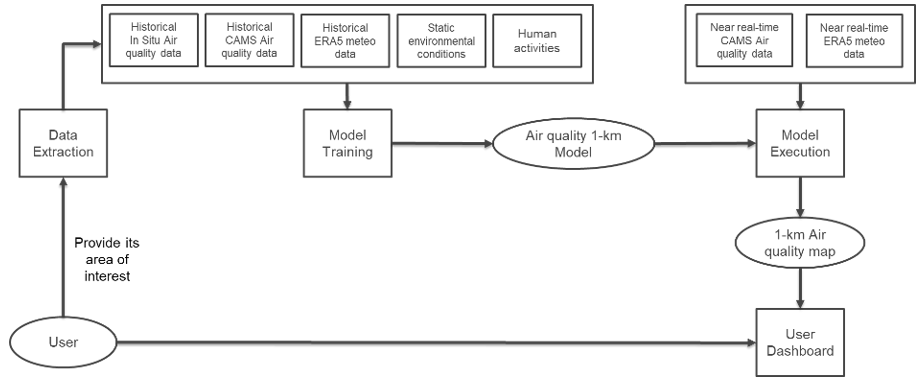 Historical
In Situ Air
quality data
Historical
CAMS Air
quality data
Historical
ERA5 meteo
data
Static
environmental
conditions
Human
activities
Near real-time
CAMS Air
quality data
Near real-time
ERA5 meteo
data
Data
Extraction
Model
Training
Air quality 1-km
Model
Model
Execution
Provide its
area of
interest
1-km Air
quality map
User
User
Dashboard